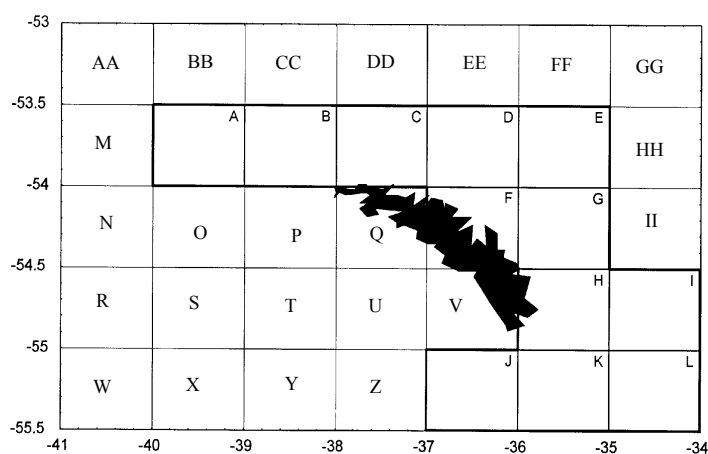 -53
AA BB CC DD EE FF GG
-53.5
M A B C D E HH
-54
N O P Q F G II
-54.5
R S T U V H I
-55
W X Y Z J K L
-55.5
-41 -40 -39 -38 -37 -36 -35 -34